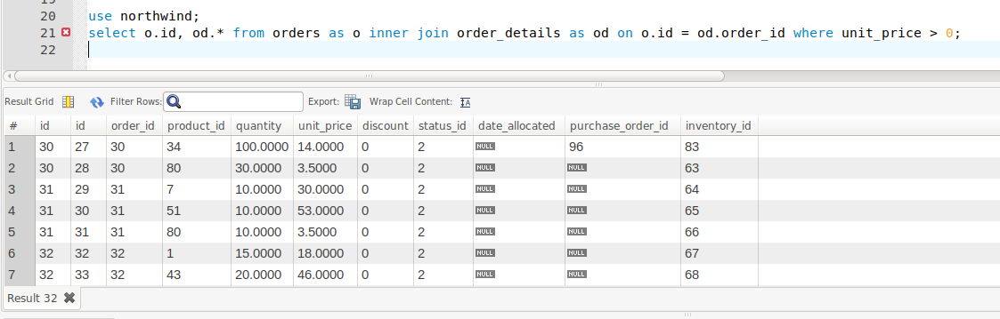 20 use northwind;
21 select o.id, od.* from orders as o inner join order_details as od on o.id = od.order_id where unit_price > 0;
22
Result Grid Filter Rows: Export: Wrap Cell Content:
# id id order_id product_id quantity unit_price discount status_id date_allocated purchase_order_id inventory_id
1 30 27 30 34 100.0000 14.0000 0 2 NULL 96 83
2 30 28 30 80 30.0000 3.5000 0 2 NULL NULL 63
3 31 29 31 7 10.0000 30.0000 0 2 NULL NULL 64
4 31 30 31 51 10.0000 53.0000 0 2 NULL NULL 65
5 31 31 31 80 10.0000 3.5000 0 2 NULL NULL 66
6 32 32 32 1 15.0000 18.0000 0 2 NULL NULL 67
7 32 33 32 43 20.0000 46.0000 0 2 NULL NULL 68
Result 32